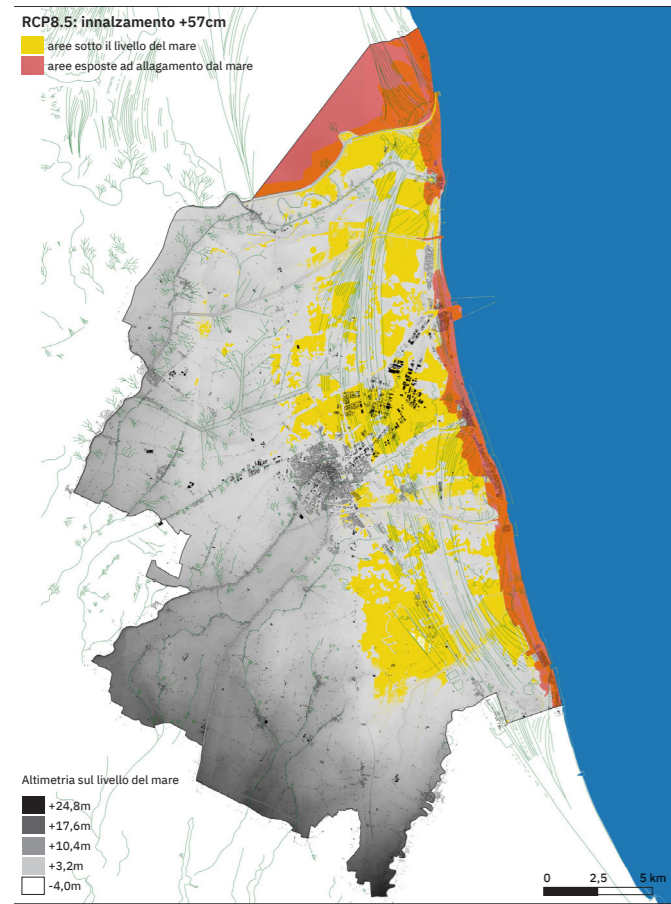 RCP8.5: innalzamento +57cm
aree sotto il livello del mare
aree esposte ad allagamento dal mare
Altimetria sul livello del mare
+24,8m
+17,6m
+10,4m
+3,2m
-4,0m
0 2,5 5 km